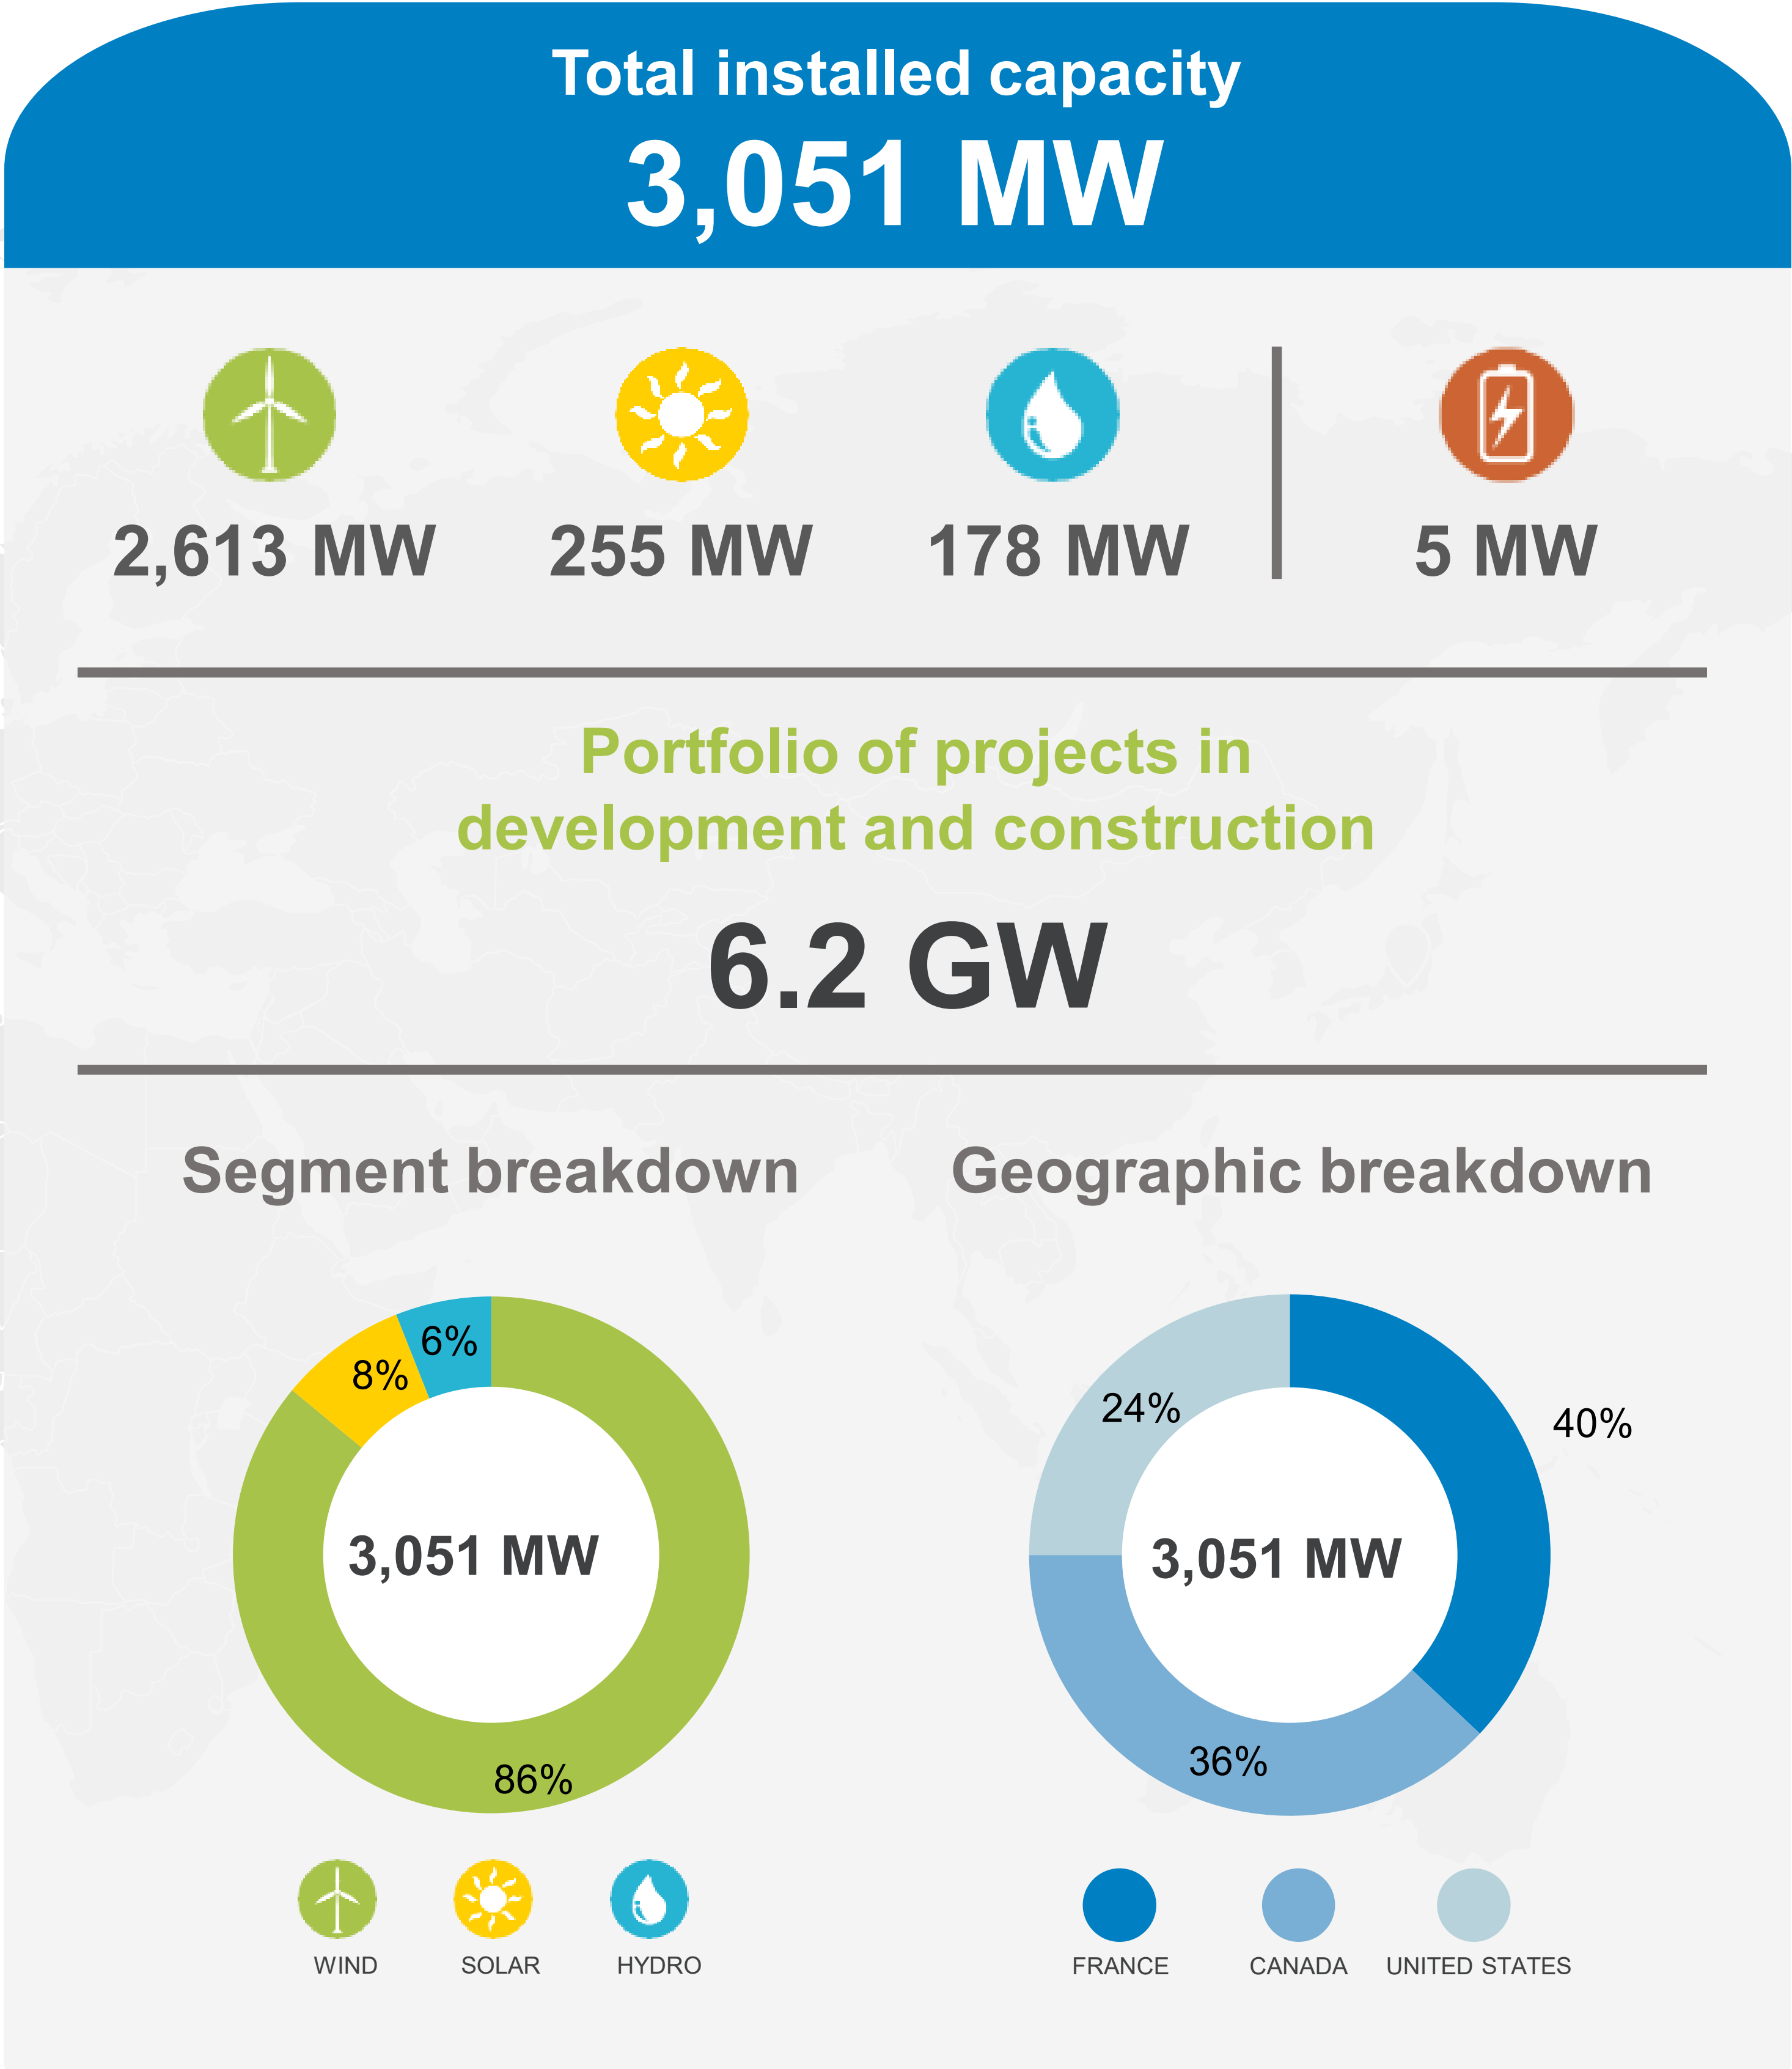 Total installed capacity
3,051 MW
2,613 MW
255 MW
178 MW
5 MW
Portfolio of projects in
development and construction
6.2 GW
Segment breakdown
6%
8%
3,051 MW
86%
WIND
SOLAR
HYDRO
Geographic breakdown
24%
40%
3,051 MW
36%
FRANCE
CANADA
UNITED STATES